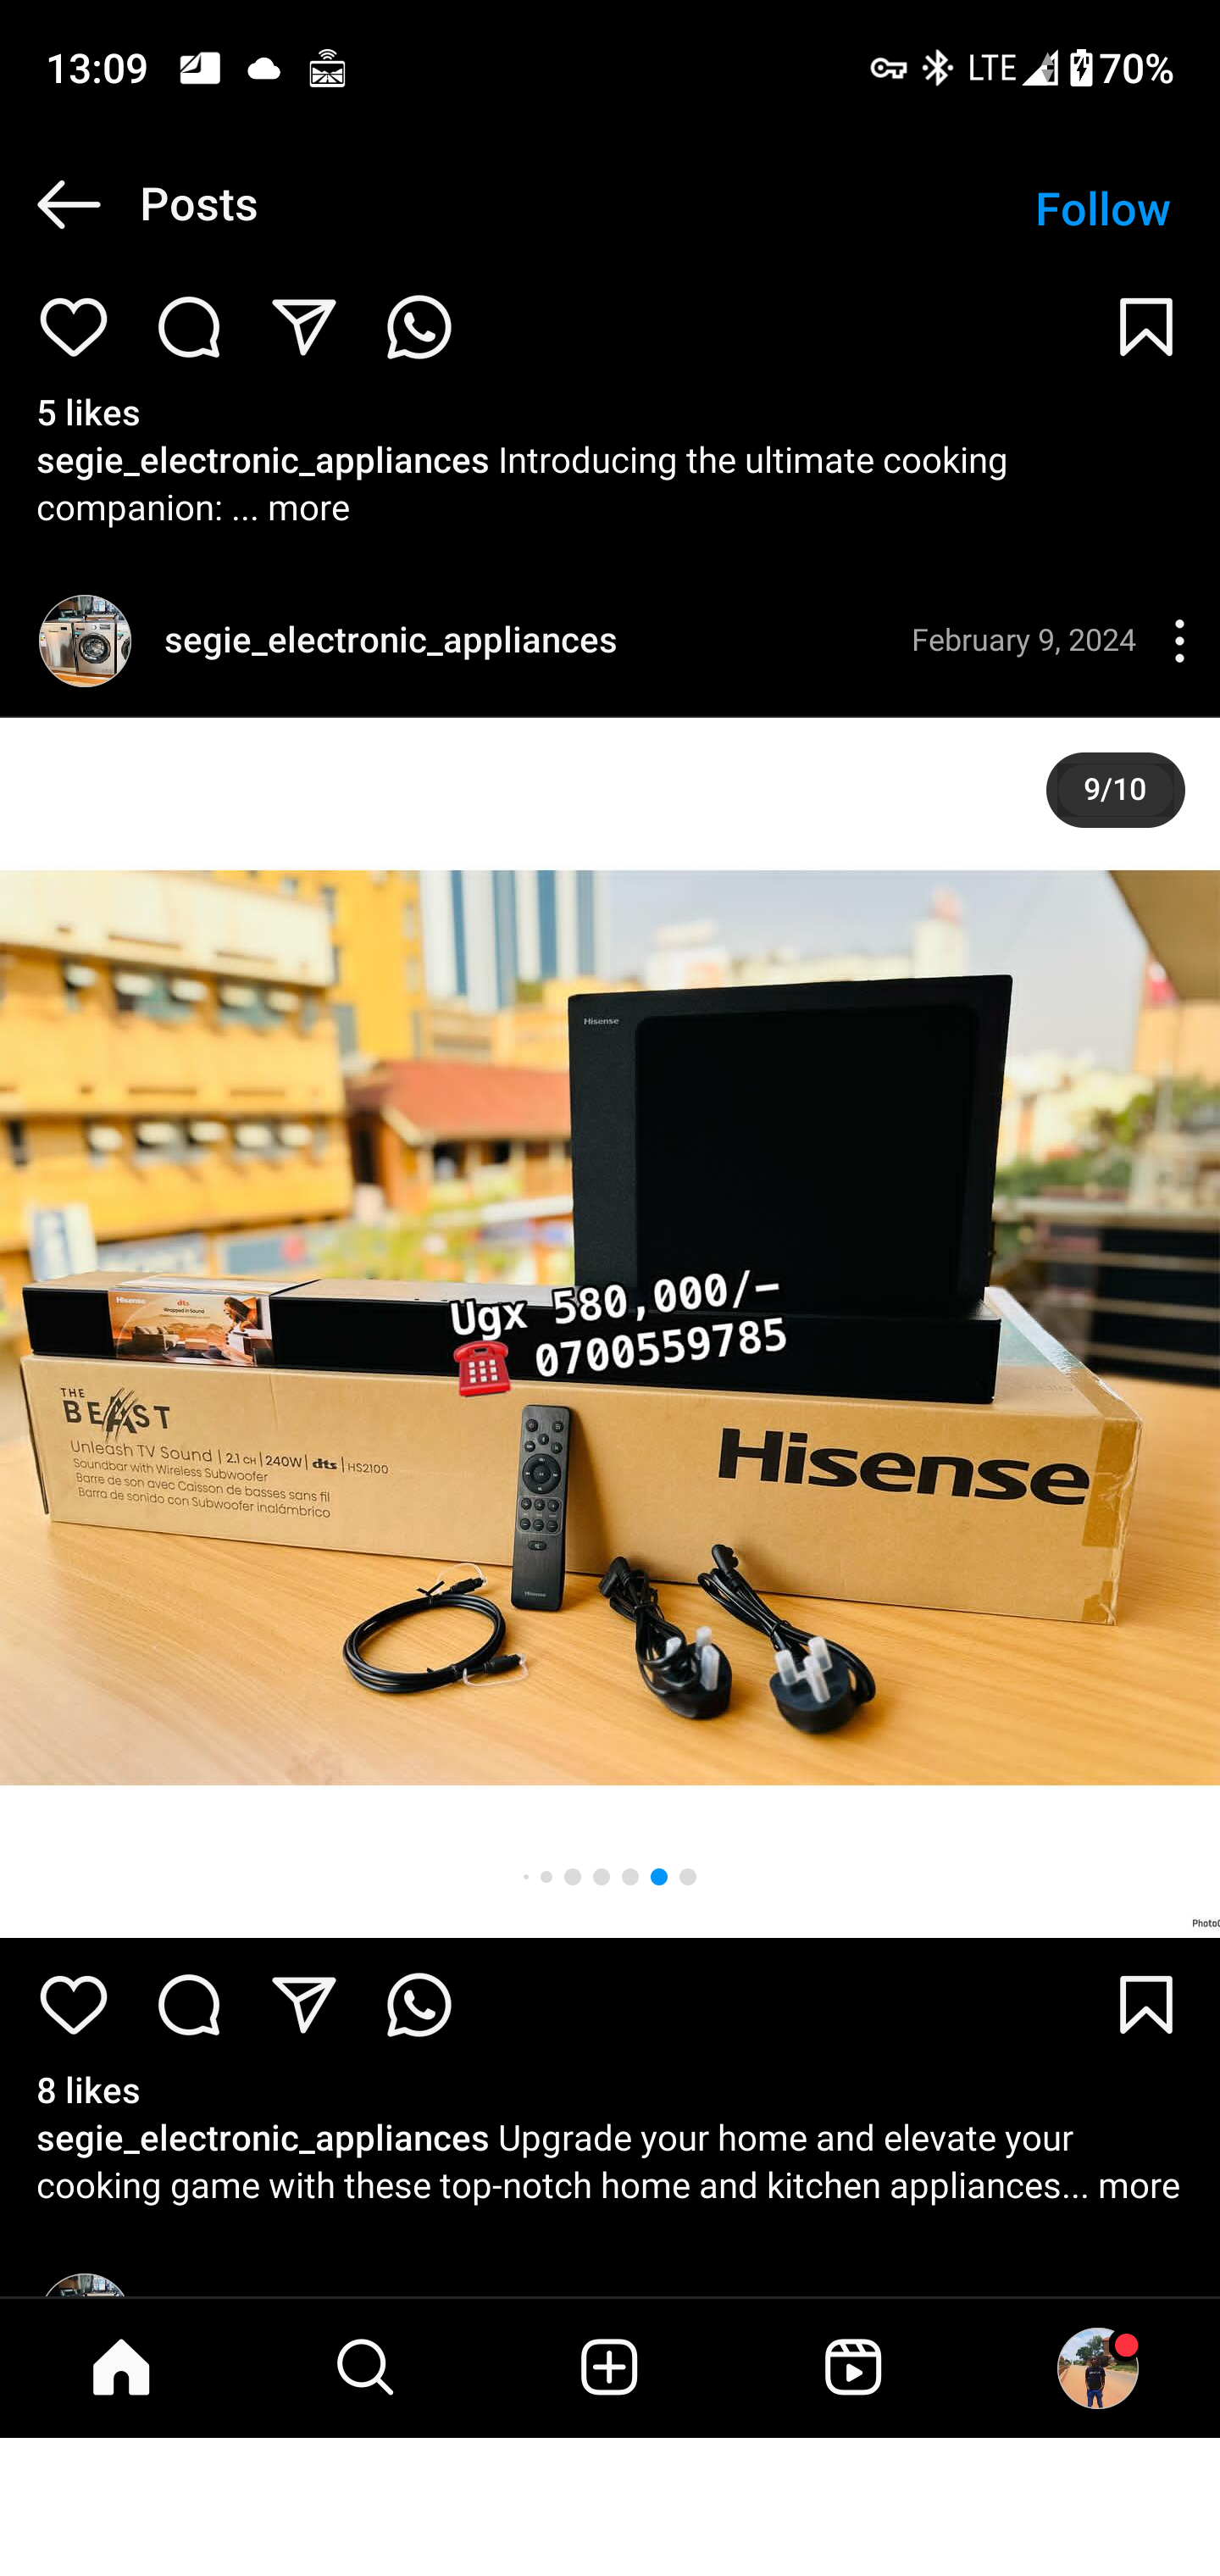 13:09
LTE 70%
Posts
Follow
5 likes
segie_electronic_appliances Introducing the ultimate cooking
companion: ... more
segie_electronic_appliances
February 9, 2024
9/10
Hisense
Hisense
dts
Wrapped in Sound
Ugx 580,000/-
0700559785
THE
BEAST
Unleash TV Sound | 2.1 CH | 240W | dts | HS2100
Soundbar with Wireless Subwoofer
Barre de son avec Caisson de basses sans fil
Barra de sonido con Subwoofer inalámbrico
Hisense
Hisense
8 likes
segie_electronic_appliances Upgrade your home and elevate your
cooking game with these top-notch home and kitchen appliances... more